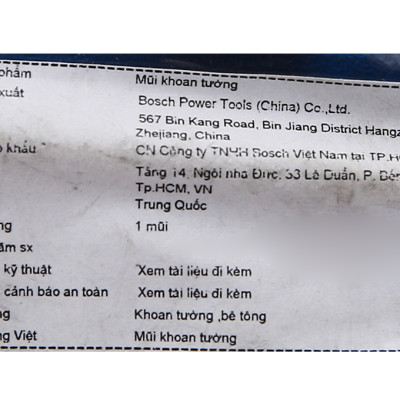 phẩm Mũi khoan tường
xuất Bosch Power Tools (China) Co.,Ltd.
567 Bin Kang Road, Bin Jiang District Hangz
Zhejiang, China
khẩu CN Công ty TNHH Bosch Việt Nam tại TP.H
Tầng 14, Ngôi nhà Đức, 33 Lê Duẩn, P. Bến
Tp.HCM, VN
Trung Quốc
ng 1 mũi
ăm sx
kỹ thuật Xem tài liệu đi kèm
cảnh báo an toàn Xem tài liệu đi kèm
ng Khoan tường ,bê tông
ng Việt Mũi khoan tường